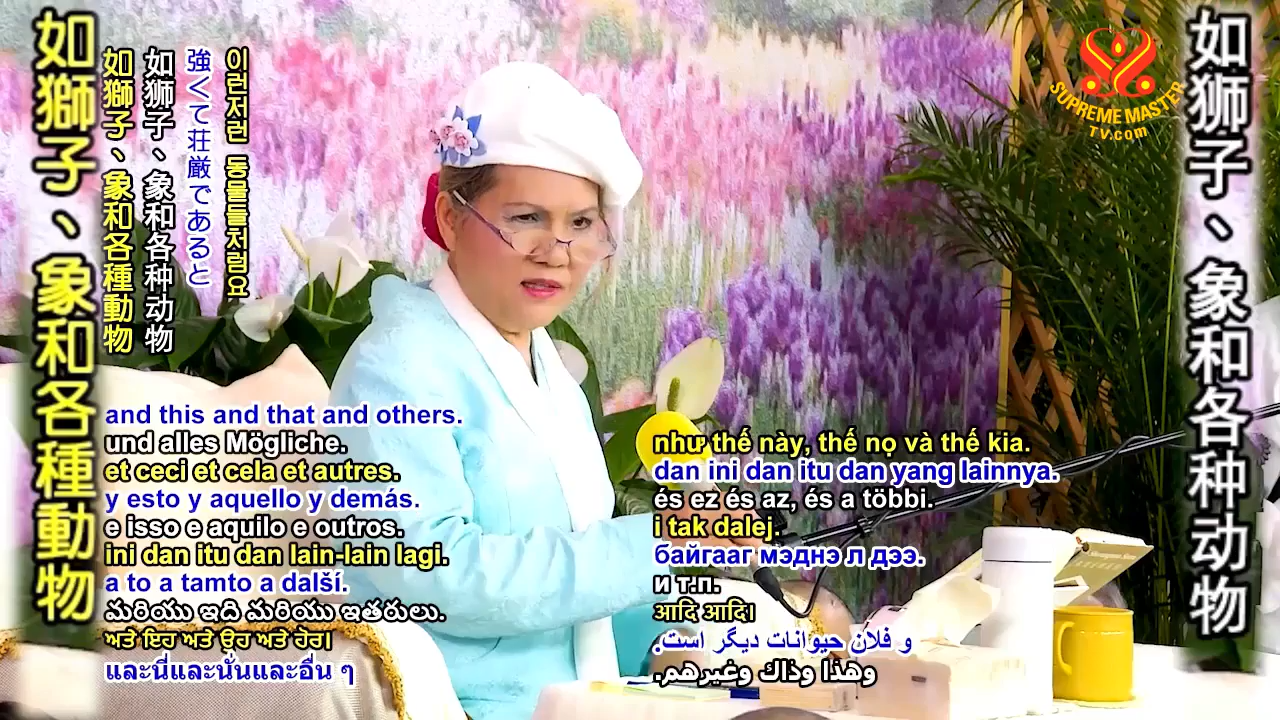 如獅子、象和各種動物
如獅子、象和各種動物
如狮子、象和各种动物
強くて荘厳であると
이런저런 동물들처럼요
如狮子、象和各种动物
SUPREME MASTER
TV.com
and this and that and others.
und alles Mögliche.
et ceci et cela et autres.
y esto y aquello y demás.
e isso e aquilo e outros.
ini dan itu dan lain-lain lagi.
a to a tamto a další.
మరియు ఇది మరియు ఇతరులు.
ਅਤੇ ਇਹ ਅਤੇ ਉਹ ਅਤੇ ਹੋਰ।
และนี่และนั่นและอื่น ๆ
như thế này, thế nọ và thế kia.
dan ini dan itu dan yang lainnya.
és ez és az, és a többi.
i tak dalej.
байгааг мэднэ л дээ.
и т.п.
आदि आदि।
و فلان حیوانات دیگر است.
وهذا وذاك وغيرهم.